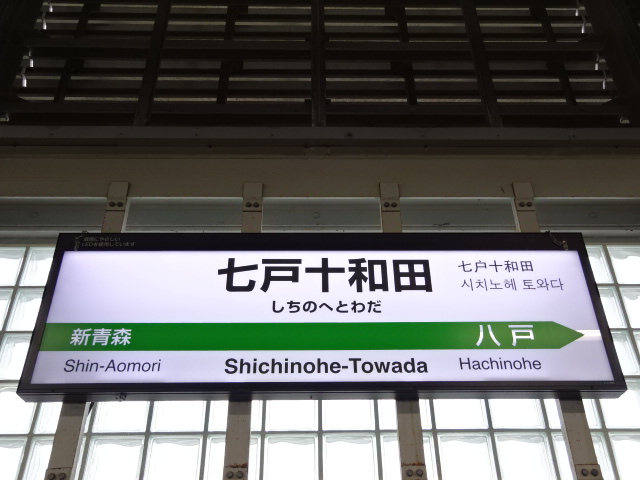 七戸十和田
七户十和田
しちのへとわだ
시치노헤 토와다
新青森
八戸
Shin-Aomori
Shichinohe-Towada
Hachinohe